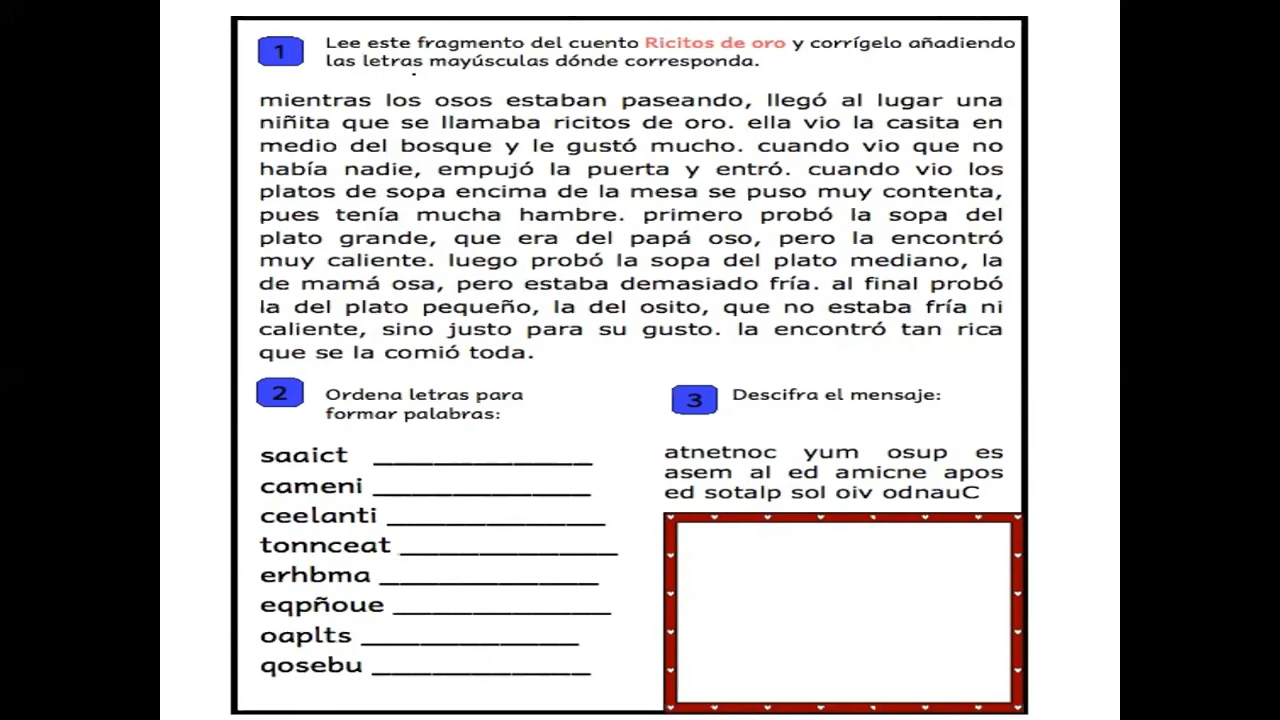 1
Lee este fragmento del cuento Ricitos de oro y corrígelo añadiendo
las letras mayúsculas dónde corresponda.
mientras los osos estaban paseando, llegó al lugar una
niñita que se llamaba ricitos de oro. ella vio la casita en
medio del bosque y le gustó mucho. cuando vio que no
había nadie, empujó la puerta y entró. cuando vio los
platos de sopa encima de la mesa se puso muy contenta,
pues tenía mucha hambre. primero probó la sopa del
plato grande, que era del papá oso, pero la encontró
muy caliente. luego probó la sopa del plato mediano, la
de mamá osa, pero estaba demasiado fría. al final probó
la del plato pequeño, la del osito, que no estaba fría ni
caliente, sino justo para su gusto. la encontró tan rica
que se la comió toda.
2
Ordena letras para
formar palabras:
saaict ___________
cameni ___________
ceelanti ___________
tonnceat ___________
erhbma ___________
eqpñoue ___________
oaplts ___________
qosebu ___________
3
Descifra el mensaje:
atnetnoc yum osup es
asem al ed amicne apos
ed sotalp sol oiv odnauC